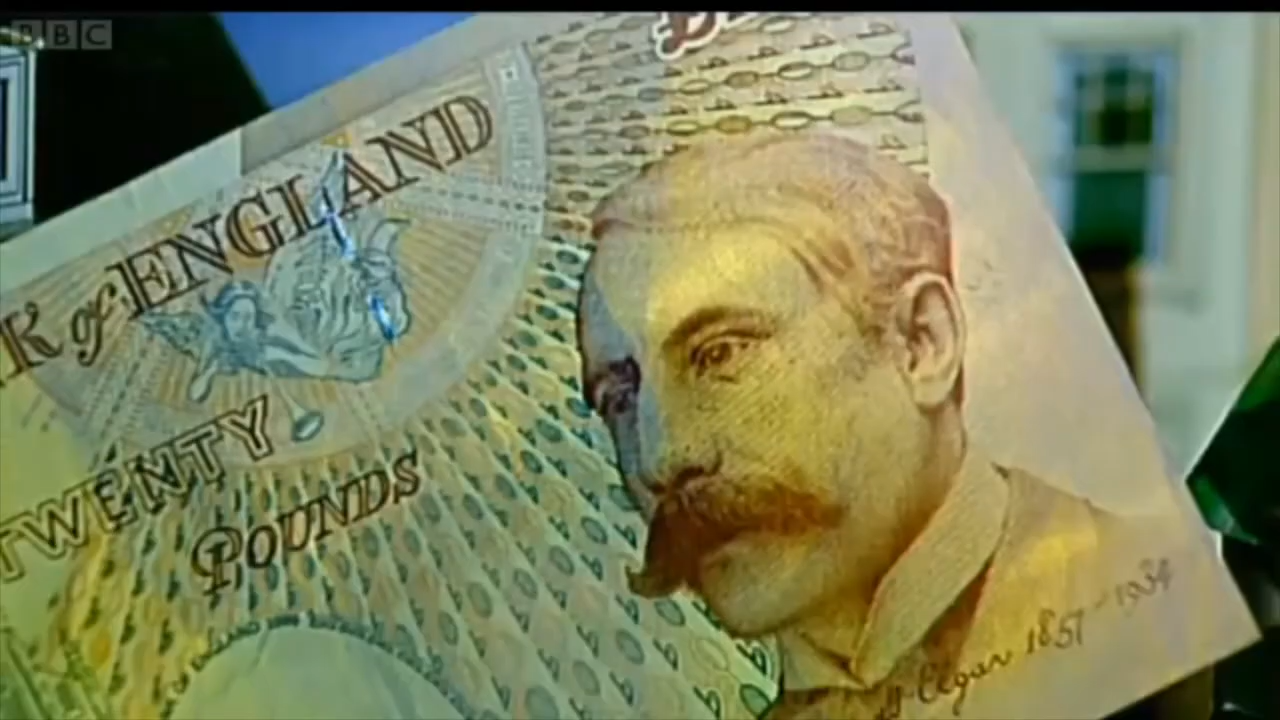 BBC
K of ENGLAND
TWENTY
POUNDS
Elgar 1857-1934